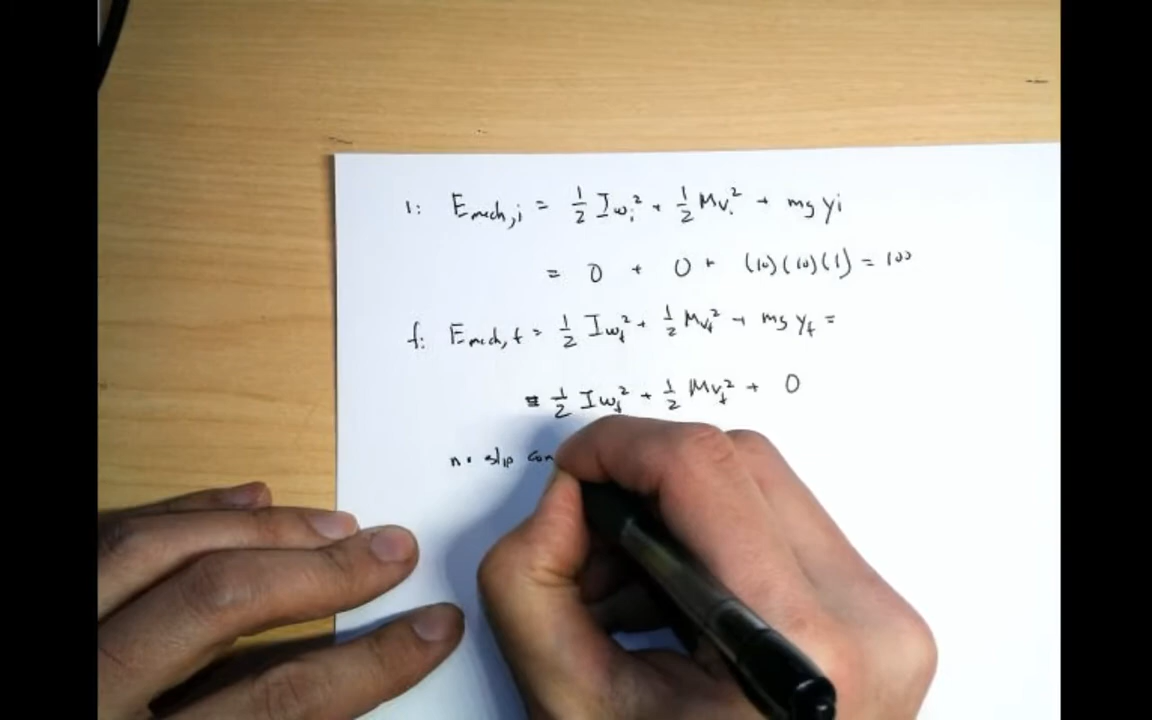 i: E_mech,i = 1/2 Iω_i² + 1/2 Mv_i² + mg y_i
= 0 + 0 + (10)(10)(1) = 100
f: E_mech,f = 1/2 Iω_f² + 1/2 Mv_f² + mg y_f =
= 1/2 Iω_f² + 1/2 Mv_f² + 0
no slip con